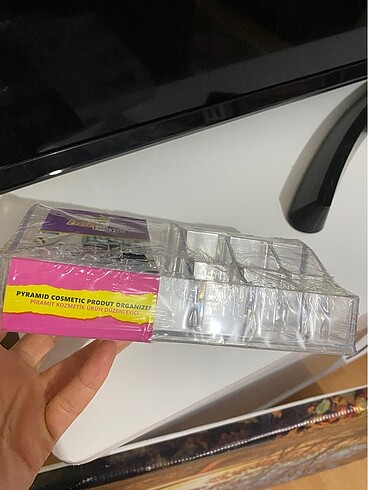 PYRAMID COSMETIC PRODUT ORGANIZER
PİRAMİT KOZMETİK ÜRÜN DÜZENLEYİCİ